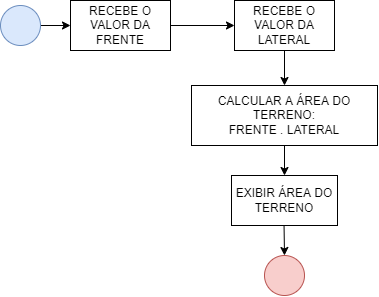 RECEBE O
VALOR DA
FRENTE
RECEBE O
VALOR DA
LATERAL
CALCULAR A ÁREA DO
TERRENO:
FRENTE . LATERAL
EXIBIR ÁREA DO
TERRENO